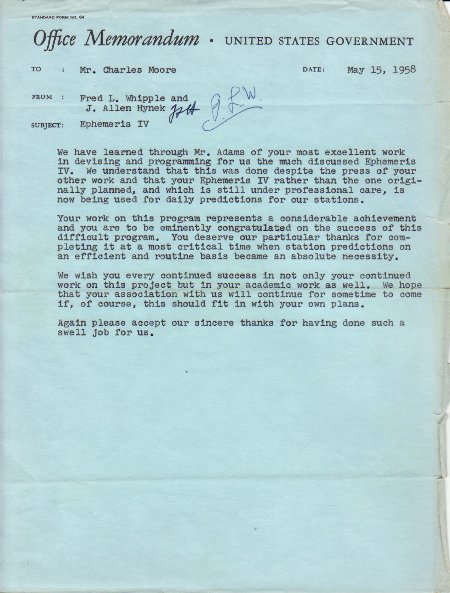 STANDARD FORM NO. 64
Office Memorandum • UNITED STATES GOVERNMENT
TO : Mr. Charles Moore DATE: May 15, 1958
FROM : Fred L. Whipple and
J. Allen Hynek JAH FLW
SUBJECT: Ephemeris IV
We have learned through Mr. Adams of your most excellent work
in devising and programming for us the much discussed Ephemeris
IV. We understand that this was done despite the press of your
other work and that your Ephemeris IV rather than the one origi-
nally planned, and which is still under professional care, is
now being used for daily predictions for our stations.
Your work on this program represents a considerable achievement
and you are to be eminently congratulated on the success of this
difficult program. You deserve our particular thanks for com-
pleting it at a most critical time when station predictions on
an efficient and routine basis became an absolute necessity.
We wish you every continued success in not only your continued
work on this project but in your academic work as well. We hope
that your association with us will continue for sometime to come
if, of course, this should fit in with your own plans.
Again please accept our sincere thanks for having done such a
swell job for us.